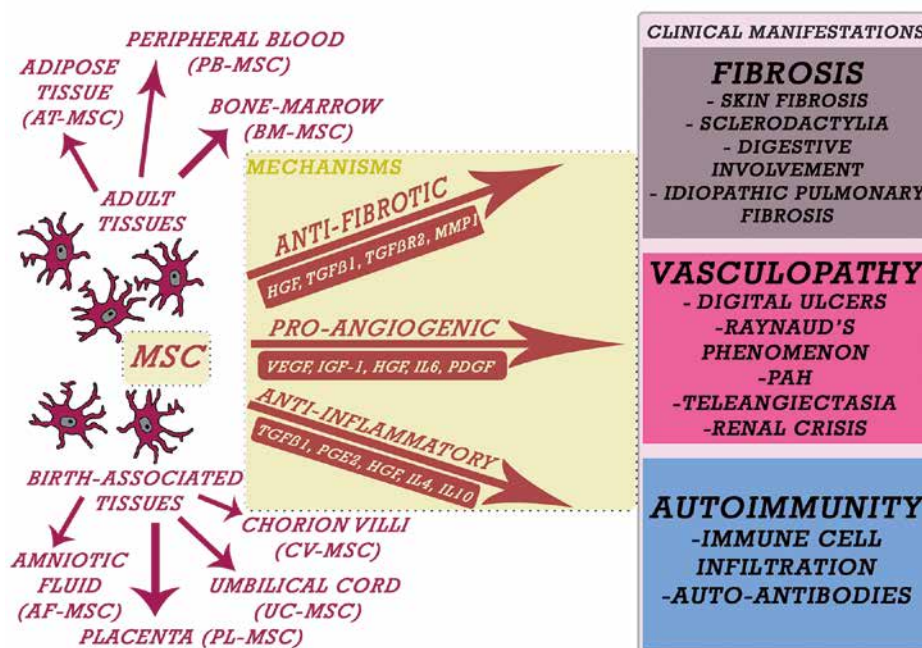 PERIPHERAL BLOOD
(PB-MSC)
ADIPOSE
TISSUE
(AT-MSC)
BONE-MARROW
(BM-MSC)
ADULT
TISSUES
MSC
BIRTH-ASSOCIATED
TISSUES
CHORION VILLI
(CV-MSC)
AMNIOTIC
FLUID
(AF-MSC)
UMBILICAL CORD
(UC-MSC)
PLACENTA (PL-MSC)
MECHANISMS
ANTI-FIBROTIC
HGF, TGFß1, TGFßR2, MMP1
PRO-ANGIOGENIC
VEGF, IGF-1, HGF, IL6, PDGF
ANTI-INFLAMMATORY
TGFß1, PGE2, HGF, IL4, IL10
CLINICAL MANIFESTATIONS
FIBROSIS
- SKIN FIBROSIS
- SCLERODACTYLIA
- DIGESTIVE
INVOLVEMENT
- IDIOPATHIC PULMONARY
FIBROSIS
VASCULOPATHY
- DIGITAL ULCERS
-RAYNAUD'S
PHENOMENON
-PAH
-TELEANGIECTASIA
-RENAL CRISIS
AUTOIMMUNITY
-IMMUNE CELL
INFILTRATION
-AUTO-ANTIBODIES